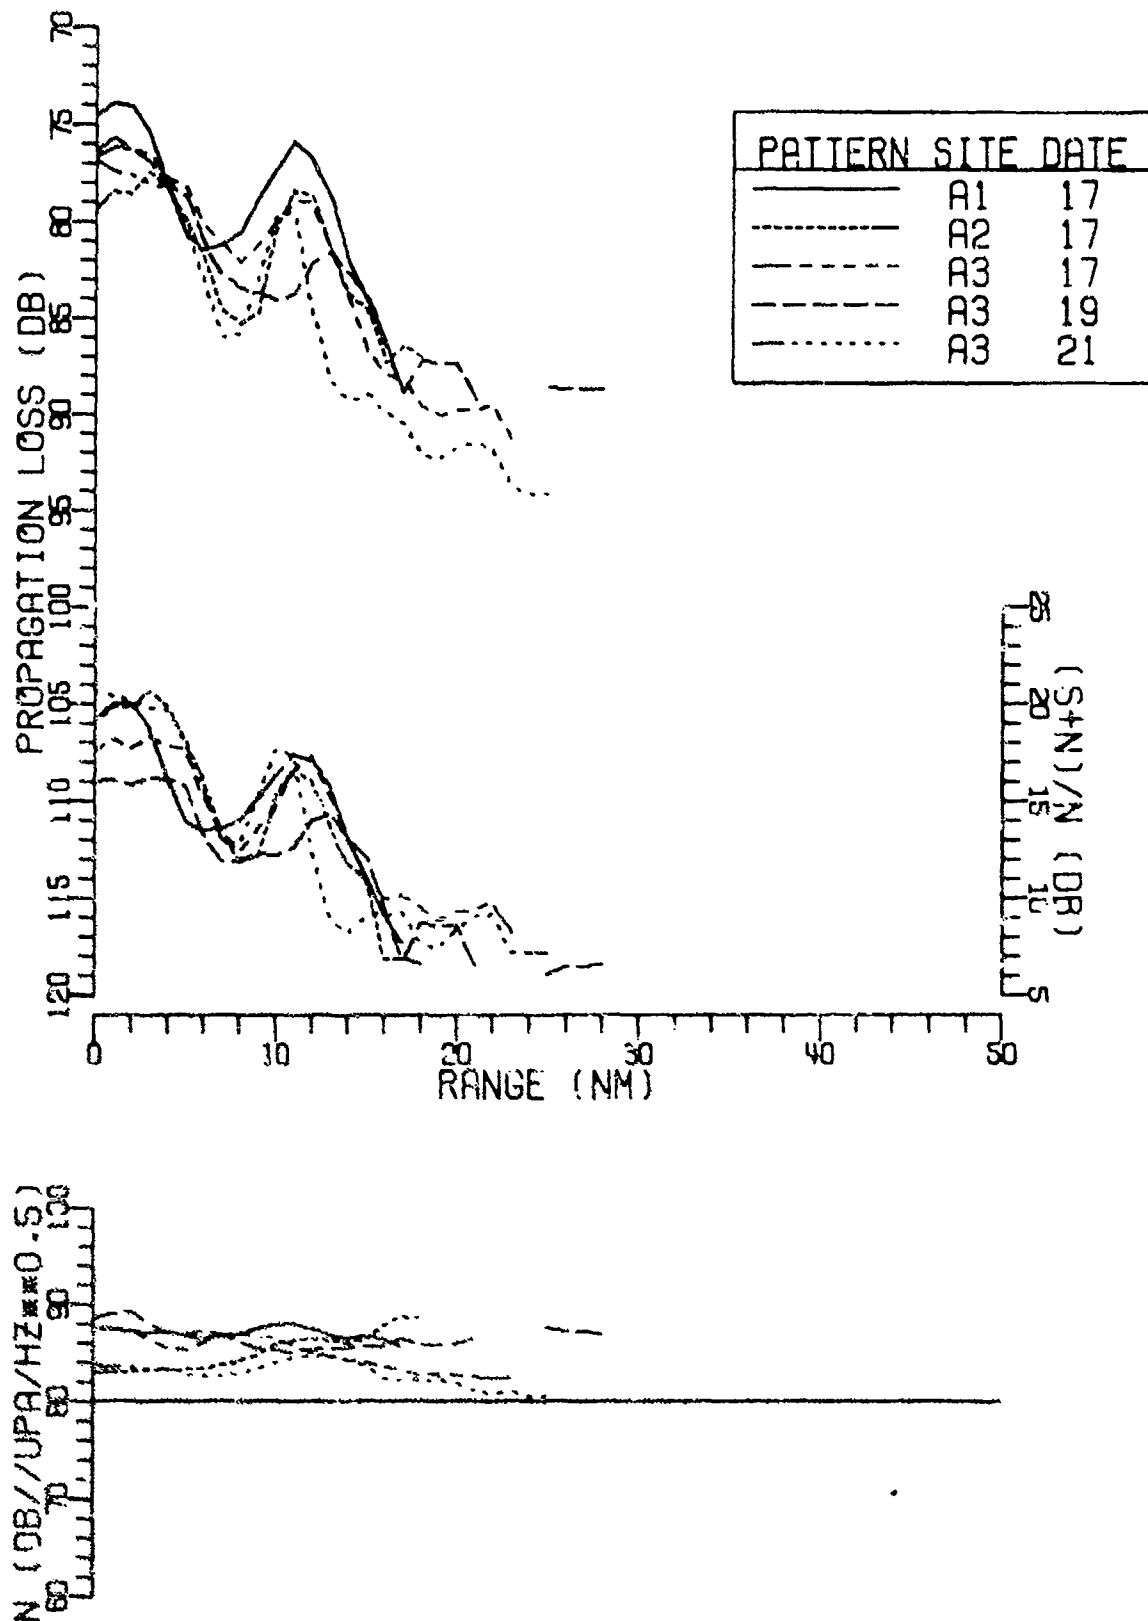 PROPAGATION LOSS (DB)
70
75
80
85
90
95
100
105
110
115
120
PATTERN SITE DATE
A1 17
A2 17
A3 17
A3 19
A3 21
25
20
15
10
5
(S+N)/N (DB)
0 10 20 30 40 50
RANGE (NM)
N (DB//UPA/HZ**0.5)
100
90
80
70
60